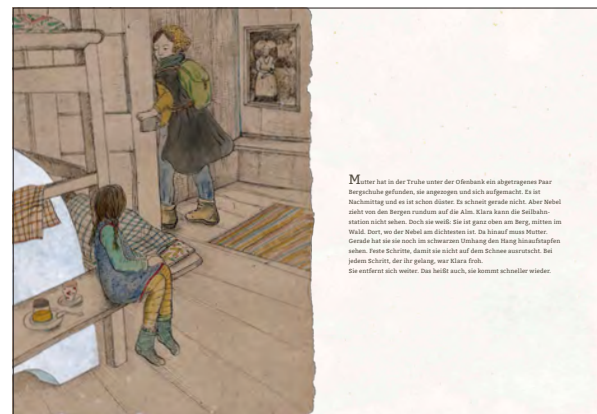 Mutter hat in der Truhe unter der Ofenbank ein abgetragenes Paar
Bergschuhe gefunden, sie angezogen und sich aufgemacht. Es ist
Nachmittag und es ist schon düster. Es schneit gerade nicht. Aber Nebel
zieht von den Bergen rundum auf die Alm. Klara kann die Seilbahn-
station nicht sehen. Doch sie weiß: Sie ist ganz oben am Berg, mitten im
Wald. Dort, wo der Nebel am dichtesten ist. Da hinauf muss Mutter.
Gerade hat sie sie noch im schwarzen Umhang den Hang hinaufstapfen
sehen. Feste Schritte, damit sie nicht auf dem Schnee ausrutscht. Bei
jedem Schritt, der ihr gelang, war Klara froh.
Sie entfernt sich weiter. Das heißt auch, sie kommt schneller wieder.